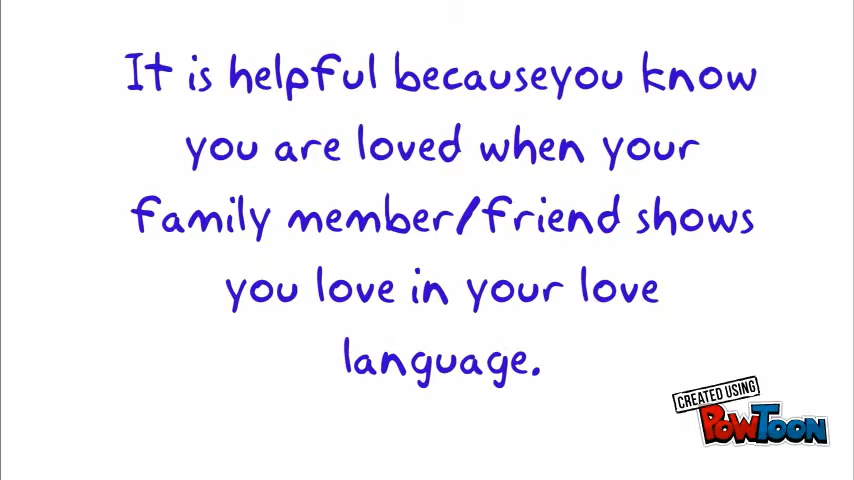 It is helpful becauseyou know
you are loved when your
family member/friend shows
you love in your love
language.
CREATED USING
POWTOON